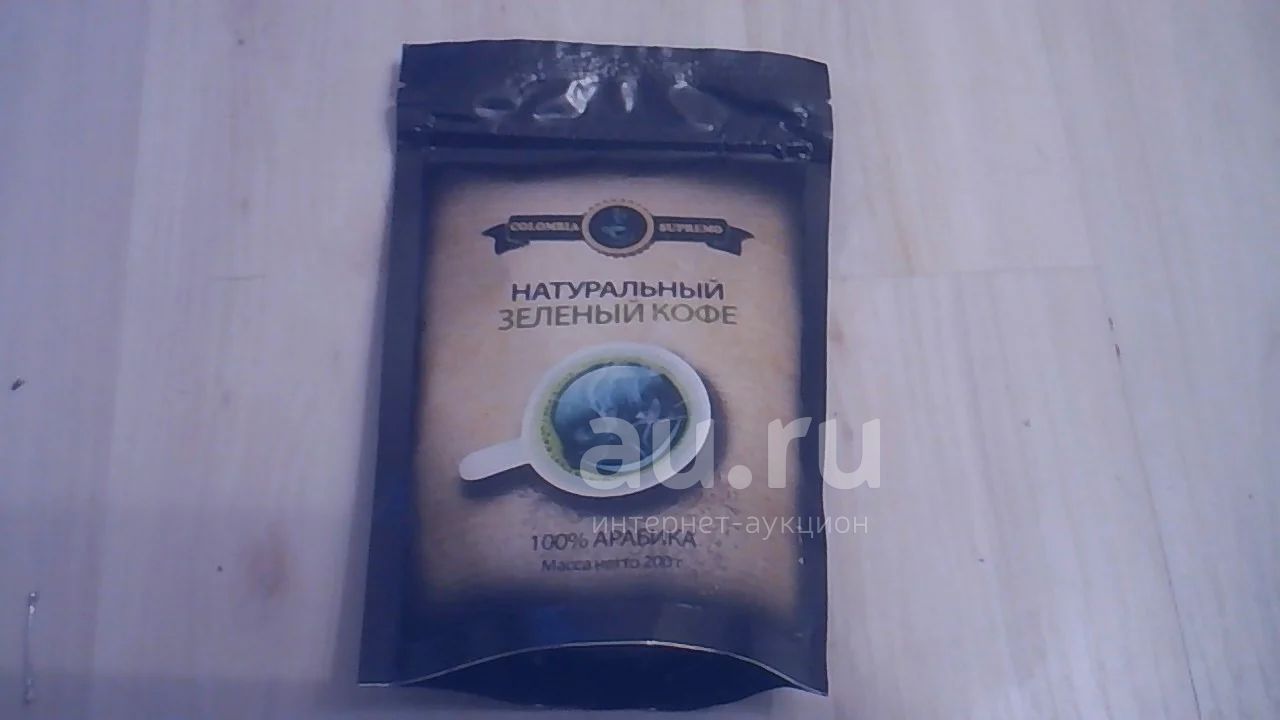 COLOMBIA SUPREMO
НАТУРАЛЬНЫЙ
ЗЕЛЕНЫЙ КОФЕ
au.ru
интернет-аукцион
100% АРАБИКА
Масса нетто 200 г